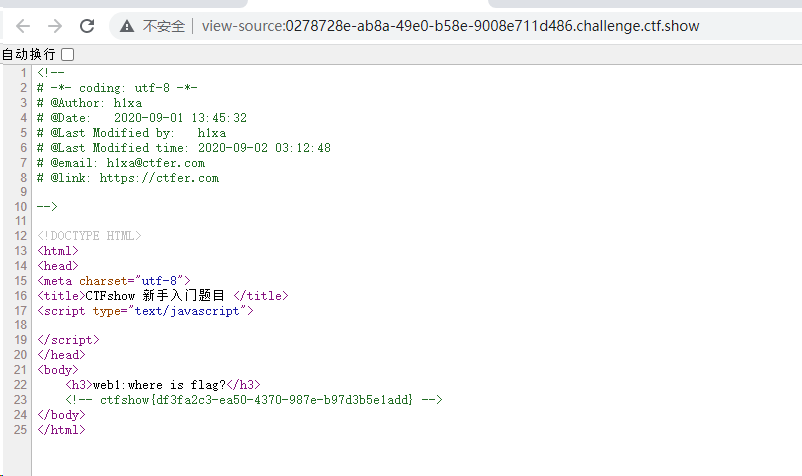 不安全 | view-source:0278728e-ab8a-49e0-b58e-9008e711d486.challenge.ctf.show
自动换行
1 <!--
2 # -*- coding: utf-8 -*-
3 # @Author: h1xa
4 # @Date:   2020-09-01 13:45:32
5 # @Last Modified by:   h1xa
6 # @Last Modified time: 2020-09-02 03:12:48
7 # @email: h1xa@ctfer.com
8 # @link: https://ctfer.com
9
10 -->
11
12 <!DOCTYPE HTML>
13 <html>
14 <head>
15 <meta charset="utf-8">
16 <title>CTFshow 新手入门题目 </title>
17 <script type="text/javascript">
18
19 </script>
20 </head>
21 <body>
22     <h3>web1:where is flag?</h3>
23     <!-- ctfshow{df3fa2c3-ea50-4370-987e-b97d3b5e1add} -->
24 </body>
25 </html>